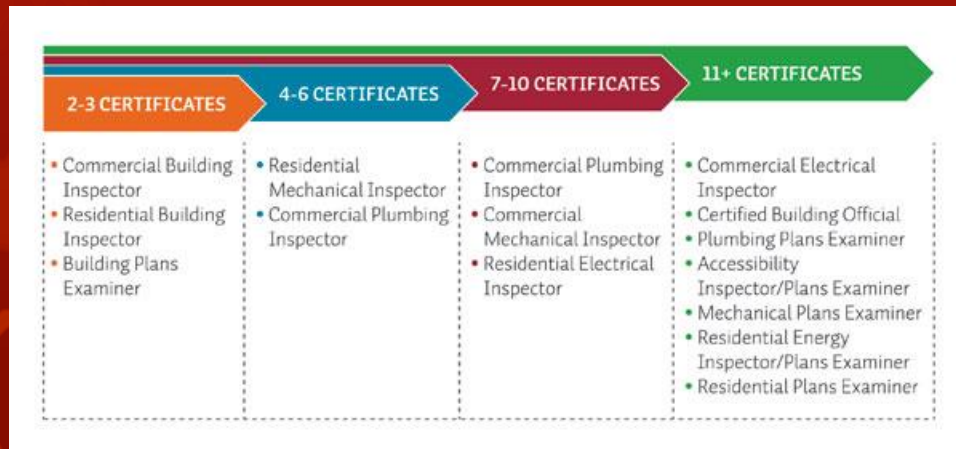 2-3 CERTIFICATES
• Commercial Building
Inspector
• Residential Building
Inspector
• Building Plans
Examiner
4-6 CERTIFICATES
• Residential
Mechanical Inspector
• Commercial Plumbing
Inspector
7-10 CERTIFICATES
• Commercial Plumbing
Inspector
• Commercial
Mechanical Inspector
• Residential Electrical
Inspector
11+ CERTIFICATES
• Commercial Electrical
Inspector
• Certified Building Official
• Plumbing Plans Examiner
• Accessibility
Inspector/Plans Examiner
• Mechanical Plans Examiner
• Residential Energy
Inspector/Plans Examiner
• Residential Plans Examiner